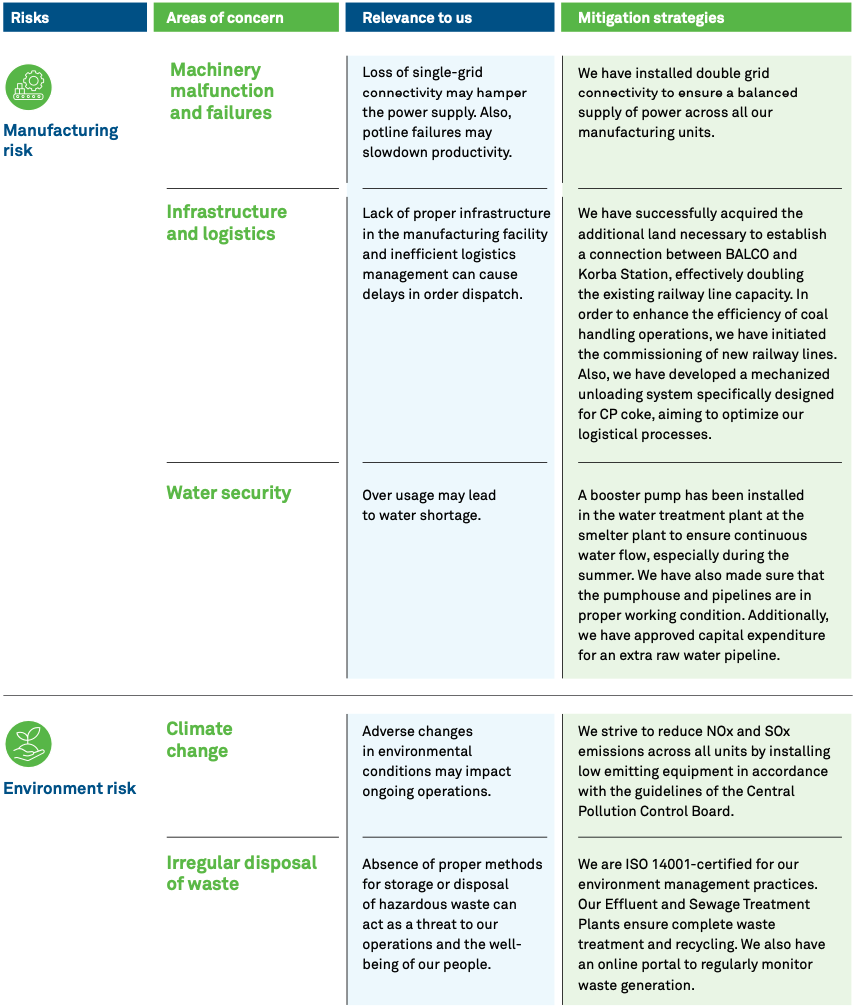 Risks
Areas of concern
Relevance to us
Mitigation strategies
Manufacturing
risk
Machinery
malfunction
and failures
Loss of single-grid
connectivity may hamper
the power supply. Also,
potline failures may
slowdown productivity.
We have installed double grid
connectivity to ensure a balanced
supply of power across all our
manufacturing units.
Infrastructure
and logistics
Lack of proper infrastructure
in the manufacturing facility
and inefficient logistics
management can cause
delays in order dispatch.
We have successfully acquired the
additional land necessary to establish
a connection between BALCO and
Korba Station, effectively doubling
the existing railway line capacity. In
order to enhance the efficiency of coal
handling operations, we have initiated
the commissioning of new railway lines.
Also, we have developed a mechanized
unloading system specifically designed
for CP coke, aiming to optimize our
logistical processes.
Water security
Over usage may lead
to water shortage.
A booster pump has been installed
in the water treatment plant at the
smelter plant to ensure continuous
water flow, especially during the
summer. We have also made sure that
the pumphouse and pipelines are in
proper working condition. Additionally,
we have approved capital expenditure
for an extra raw water pipeline.
Environment risk
Climate
change
Adverse changes
in environmental
conditions may impact
ongoing operations.
We strive to reduce NOx and SOx
emissions across all units by installing
low emitting equipment in accordance
with the guidelines of the Central
Pollution Control Board.
Irregular disposal
of waste
Absence of proper methods
for storage or disposal
of hazardous waste can
act as a threat to our
operations and the well-
being of our people.
We are ISO 14001-certified for our
environment management practices.
Our Effluent and Sewage Treatment
Plants ensure complete waste
treatment and recycling. We also have
an online portal to regularly monitor
waste generation.